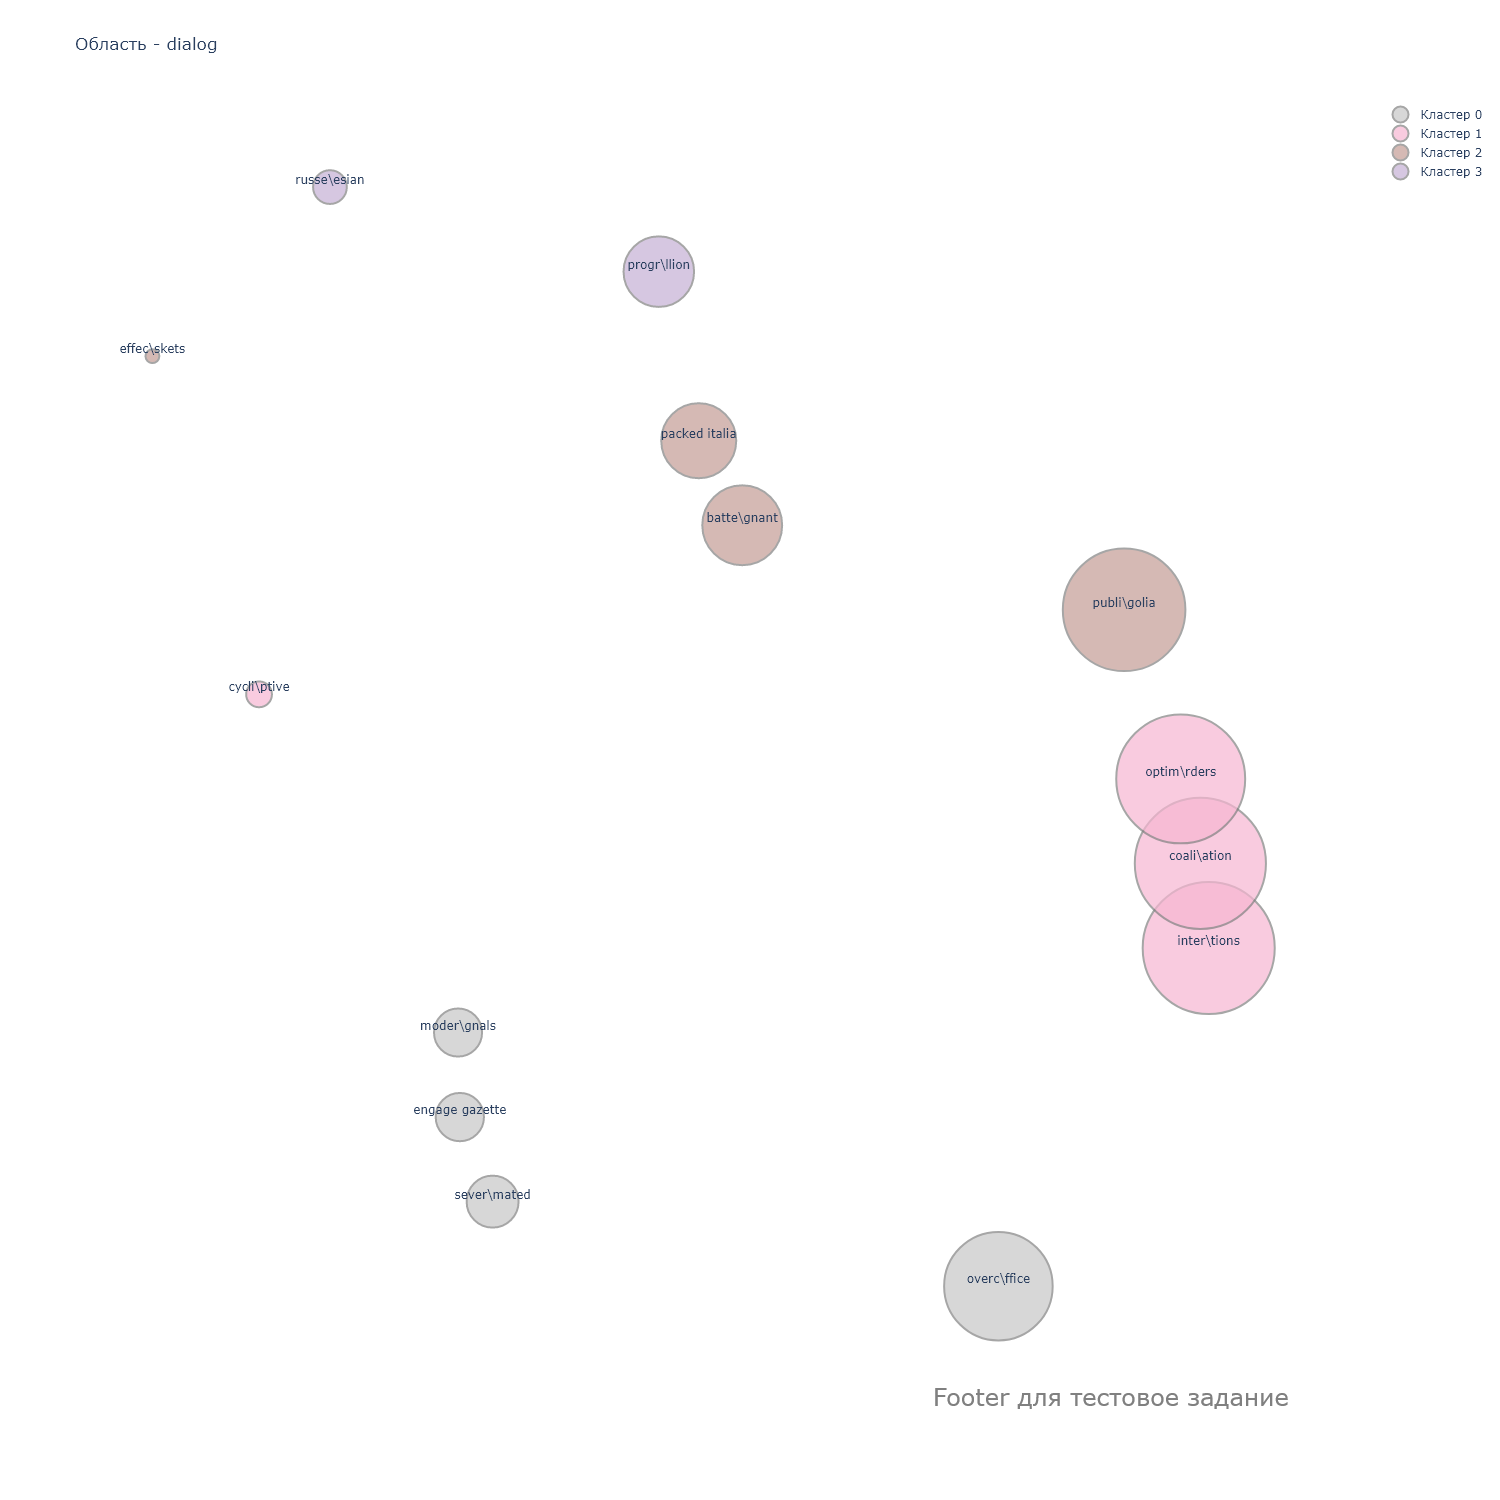 Область - dialog
Кластер 0
Кластер 1
Кластер 2
Кластер 3
russe\esian
progr\llion
effec\skets
packed italia
batte\gnant
publi\golia
cycli\ptive
optim\rders
coali\ation
inter\tions
moder\gnals
engage gazette
sever\mated
overc\ffice
Footer для тестовое задание